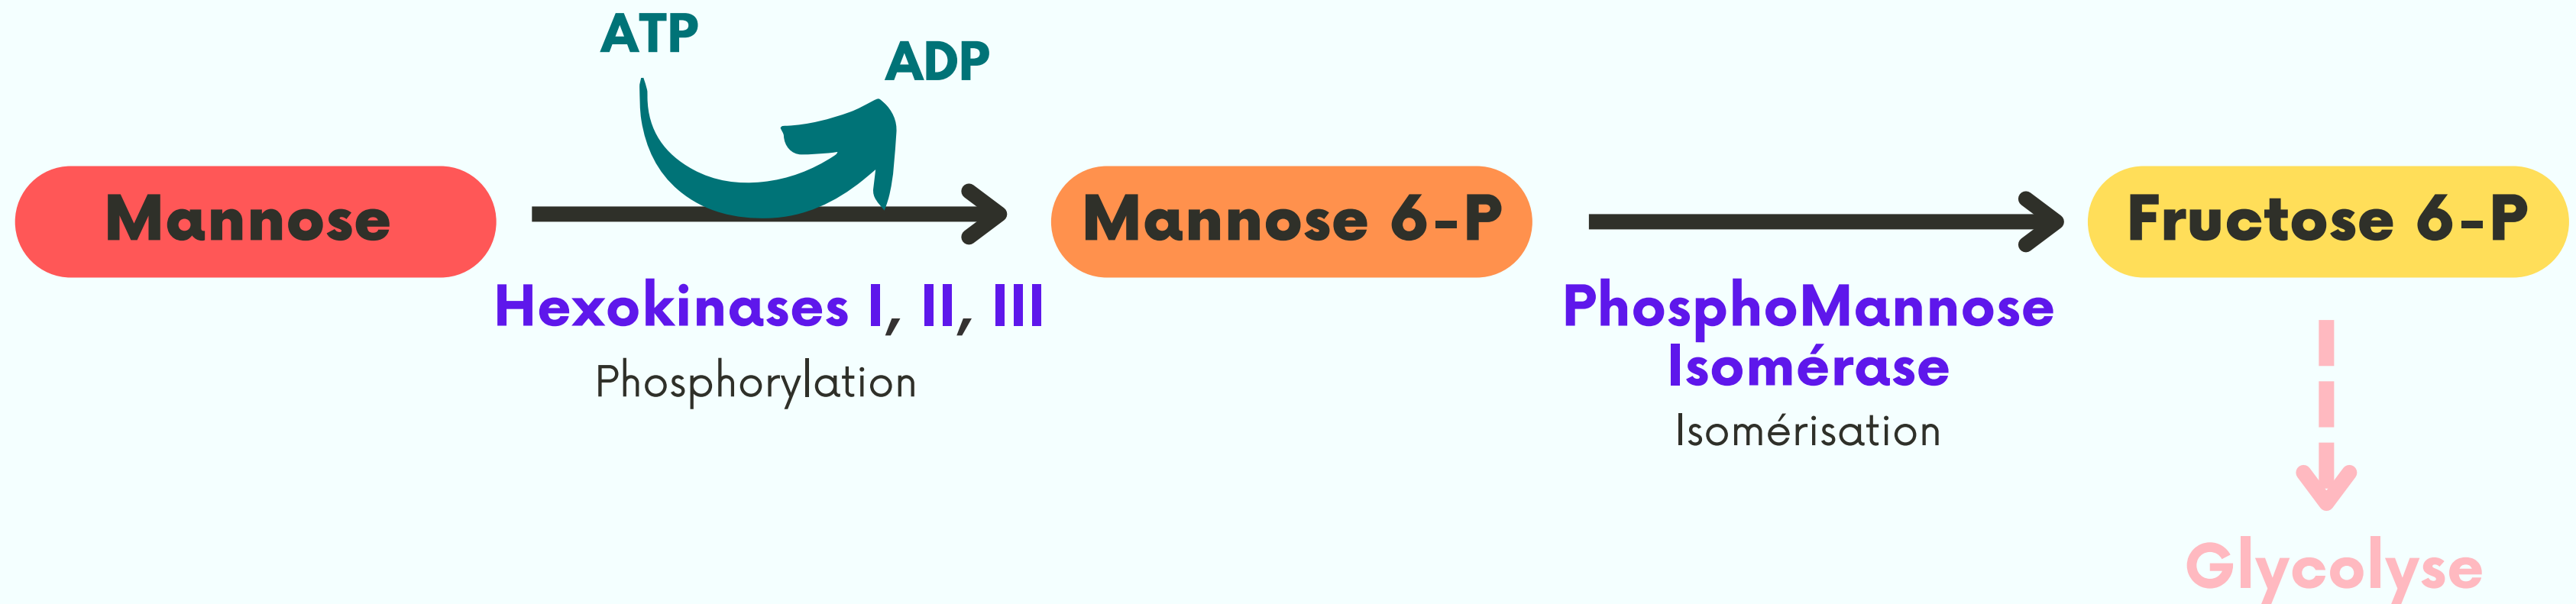 ATP
ADP
Mannose
Mannose 6-P
Fructose 6-P
Hexokinases I, II, III
Phosphorylation
PhosphoMannose
Isomérase
Isomérisation
Glycolyse